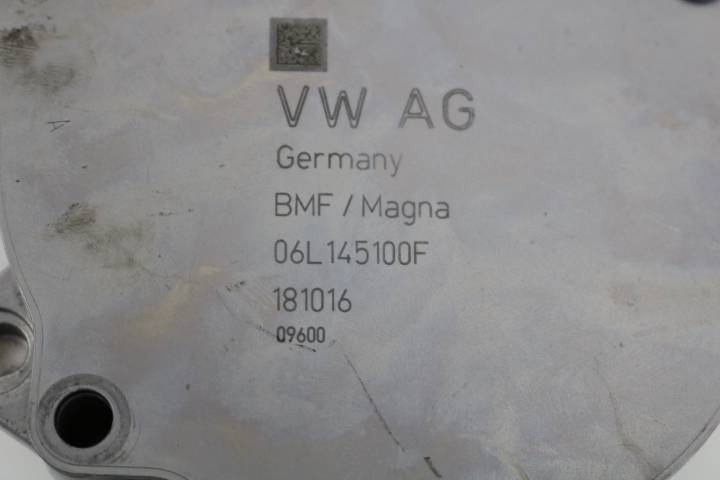 VW AG
Germany
BMF / Magna
06L145100F
181016
09600